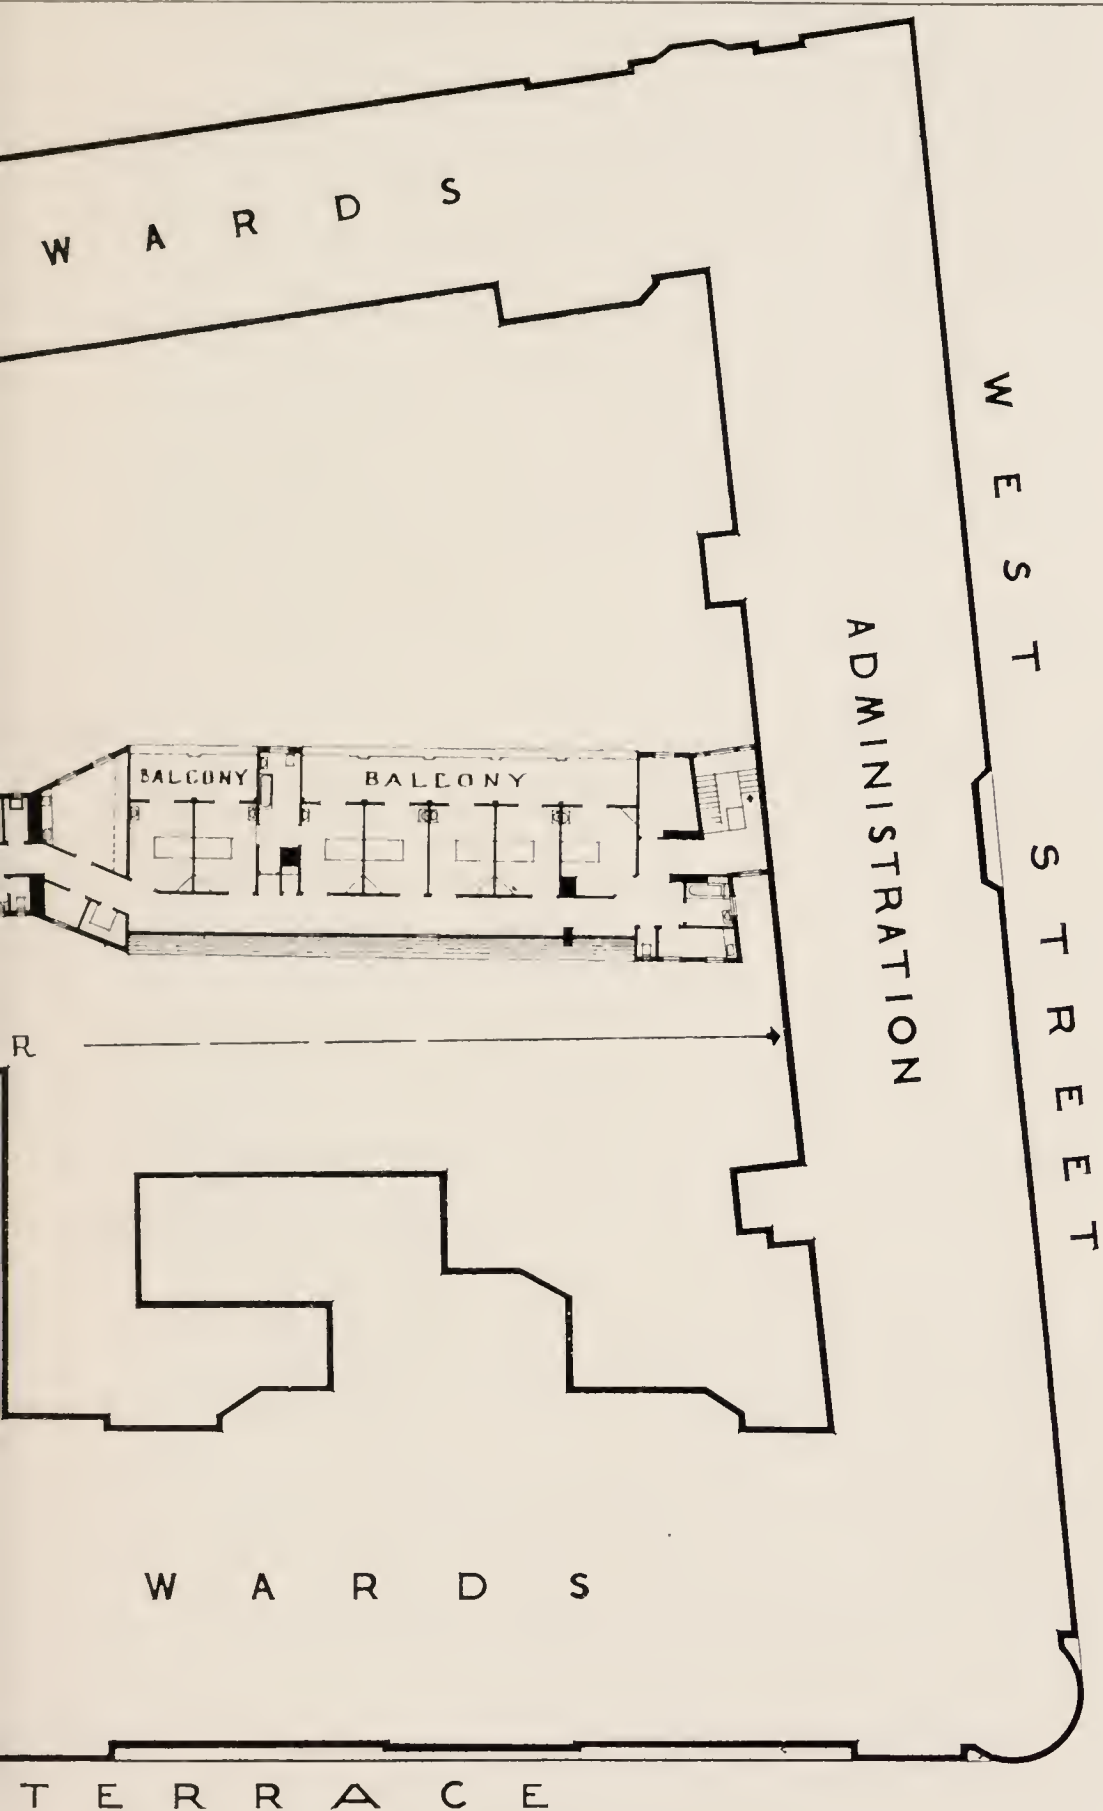 WARDS
WEST STREET
ADMINISTRATION
BALCONY BALCONY
R
WARDS
TERRACE